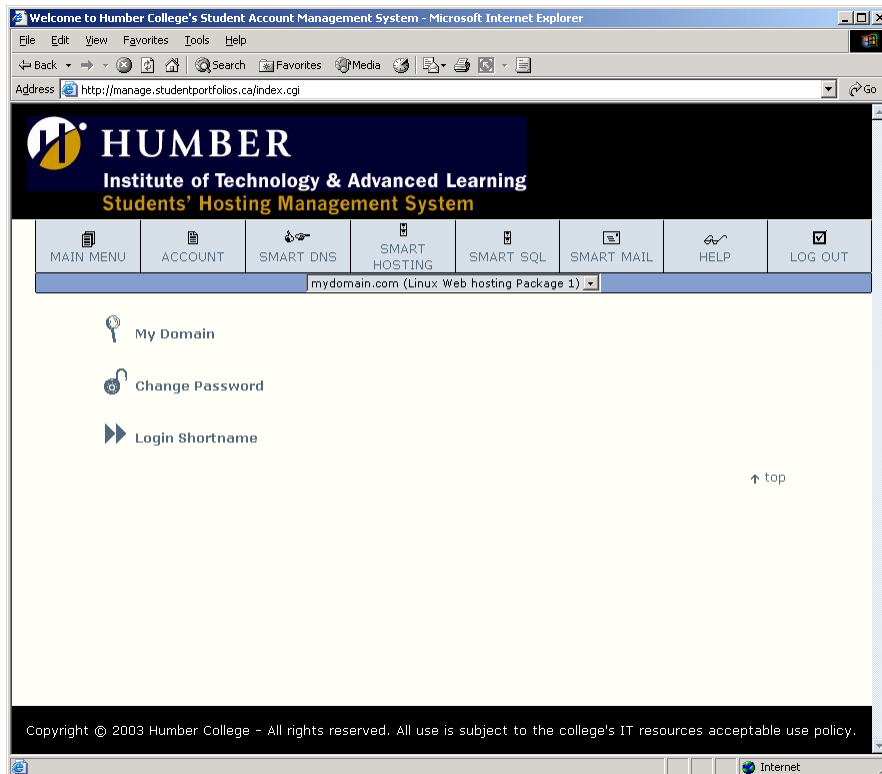 Welcome to Humber College's Student Account Management System - Microsoft Internet Explorer
File Edit View Favorites Tools Help
Back Search Favorites Media
Address http://manage.studentportfolios.ca/index.cgi Go
HUMBER
Institute of Technology & Advanced Learning
Students' Hosting Management System
MAIN MENU ACCOUNT SMART DNS SMART HOSTING SMART SQL SMART MAIL HELP LOG OUT
mydomain.com (Linux Web hosting Package 1)
My Domain
Change Password
Login Shortname
top
Copyright © 2003 Humber College - All rights reserved. All use is subject to the college's IT resources acceptable use policy.
Internet